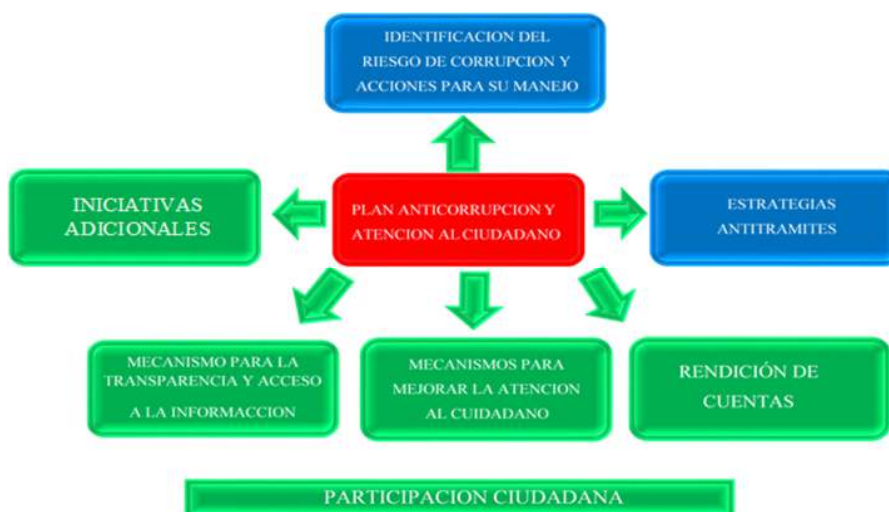 IDENTIFICACION DEL
RIESGO DE CORRUPCION Y
ACCIONES PARA SU MANEJO
INICIATIVAS
ADICIONALES
PLAN ANTICORRUPCION Y
ATENCION AL CIUDADANO
ESTRATEGIAS
ANTITRAMITES
MECANISMO PARA LA
TRANSPARENCIA Y ACCESO
A LA INFORMACCION
MECANISMOS PARA
MEJORAR LA ATENCION
AL CUIDADANO
RENDICIÓN DE
CUENTAS
PARTICIPACION CIUDADANA